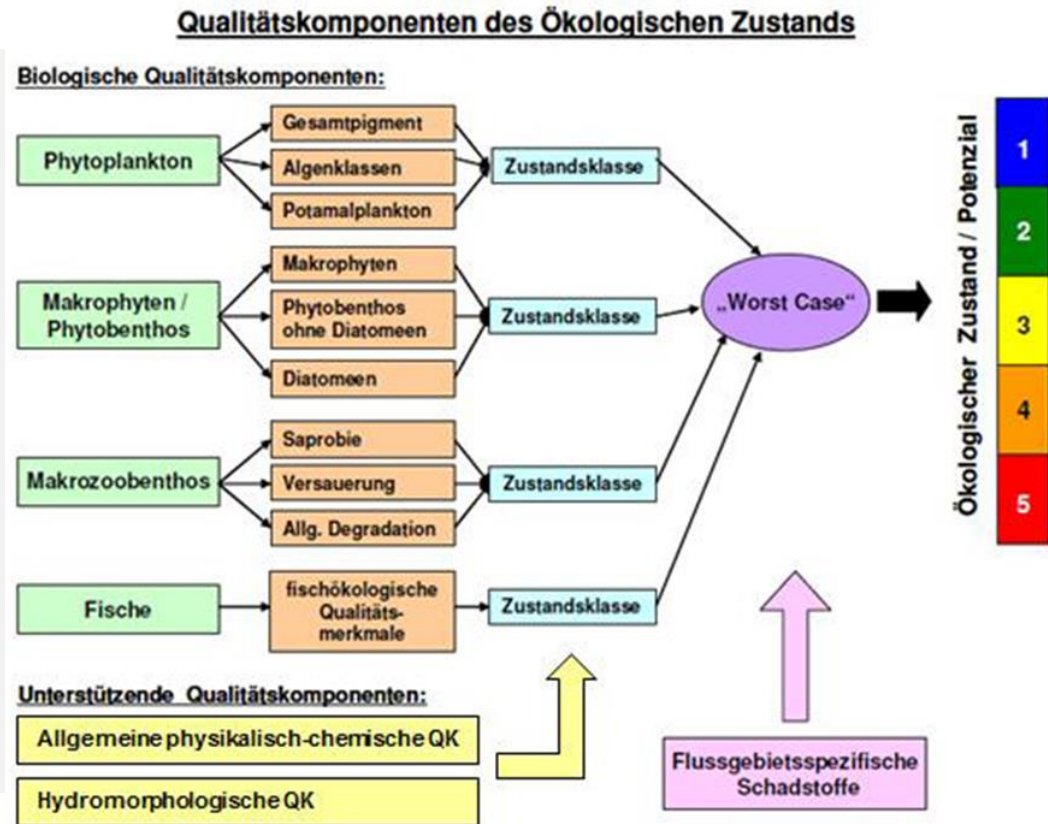 Qualitätskomponenten des Ökologischen Zustands
Biologische Qualitätskomponenten:
Phytoplankton
Gesamtpigment
Algenklassen
Potamalplankton
Zustandsklasse
Makrophyten /
Phytobenthos
Makrophyten
Phytobenthos
ohne Diatomeen
Diatomeen
Zustandsklasse
Makrozoobenthos
Saprobie
Versauerung
Allg. Degradation
Zustandsklasse
Fische
fischökologische
Qualitäts-
merkmale
Zustandsklasse
„Worst Case“
Ökologischer Zustand / Potenzial
1
2
3
4
5
Unterstützende Qualitätskomponenten:
Allgemeine physikalisch-chemische QK
Hydromorphologische QK
Flussgebietsspezifische
Schadstoffe